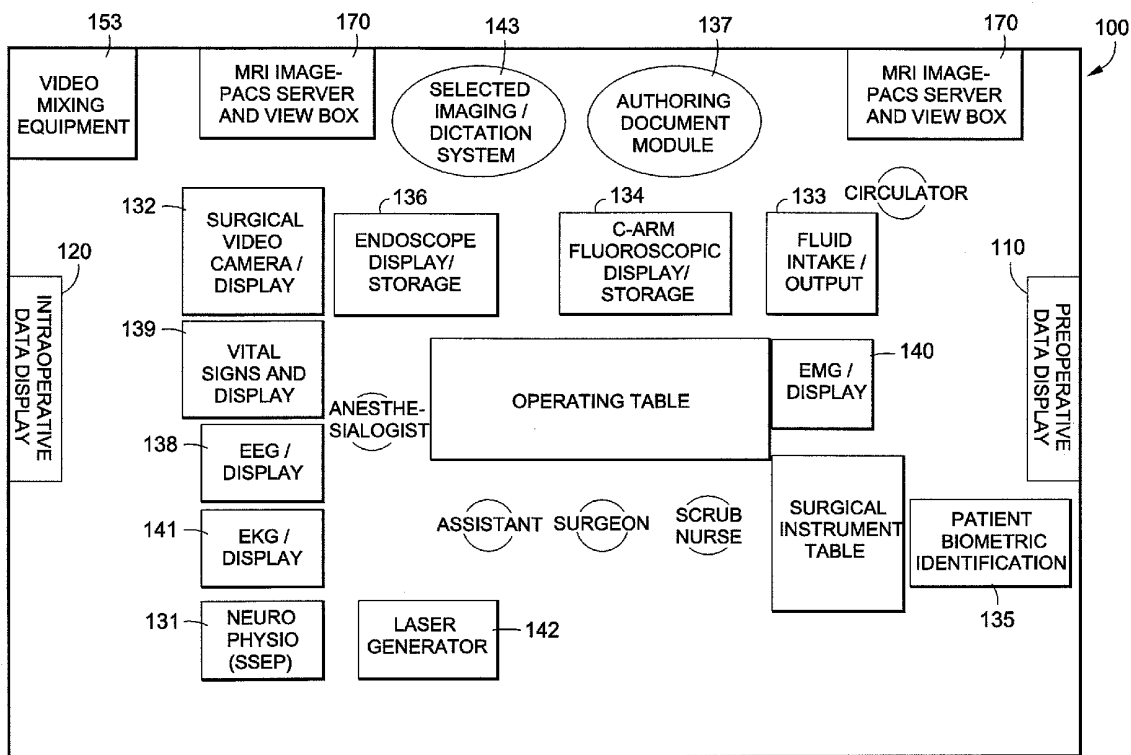 153
170
143
137
170
100
VIDEO
MIXING
EQUIPMENT
MRI IMAGE-
PACS SERVER
AND VIEW BOX
SELECTED
IMAGING /
DICTATION
SYSTEM
AUTHORING
DOCUMENT
MODULE
MRI IMAGE-
PACS SERVER
AND VIEW BOX
132
SURGICAL
VIDEO
CAMERA /
DISPLAY
136
ENDOSCOPE
DISPLAY/
STORAGE
134
C-ARM
FLUOROSCOPIC
DISPLAY/
STORAGE
133
FLUID
INTAKE /
OUTPUT
CIRCULATOR
120
INTRAOPERATIVE
DATA DISPLAY
110
PREOPERATIVE
DATA DISPLAY
139
VITAL
SIGNS AND
DISPLAY
ANESTHE-
SIALOGIST
OPERATING TABLE
EMG /
DISPLAY
140
138
EEG /
DISPLAY
141
EKG /
DISPLAY
ASSISTANT
SURGEON
SCRUB
NURSE
SURGICAL
INSTRUMENT
TABLE
PATIENT
BIOMETRIC
IDENTIFICATION
135
131
NEURO
PHYSIO
(SSEP)
LASER
GENERATOR
142